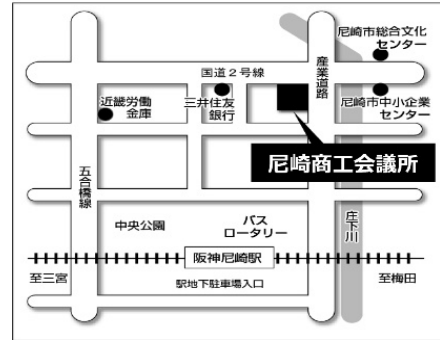 尼崎市総合文化
センター
国道2号線
産業道路
近畿労働
金庫
三井住友
銀行
尼崎市中小企業
センター
尼崎商工会議所
五合橋線
中央公園
バス
ロータリー
庄下川
阪神尼崎駅
至三宮
駅地下駐車場入口
至梅田